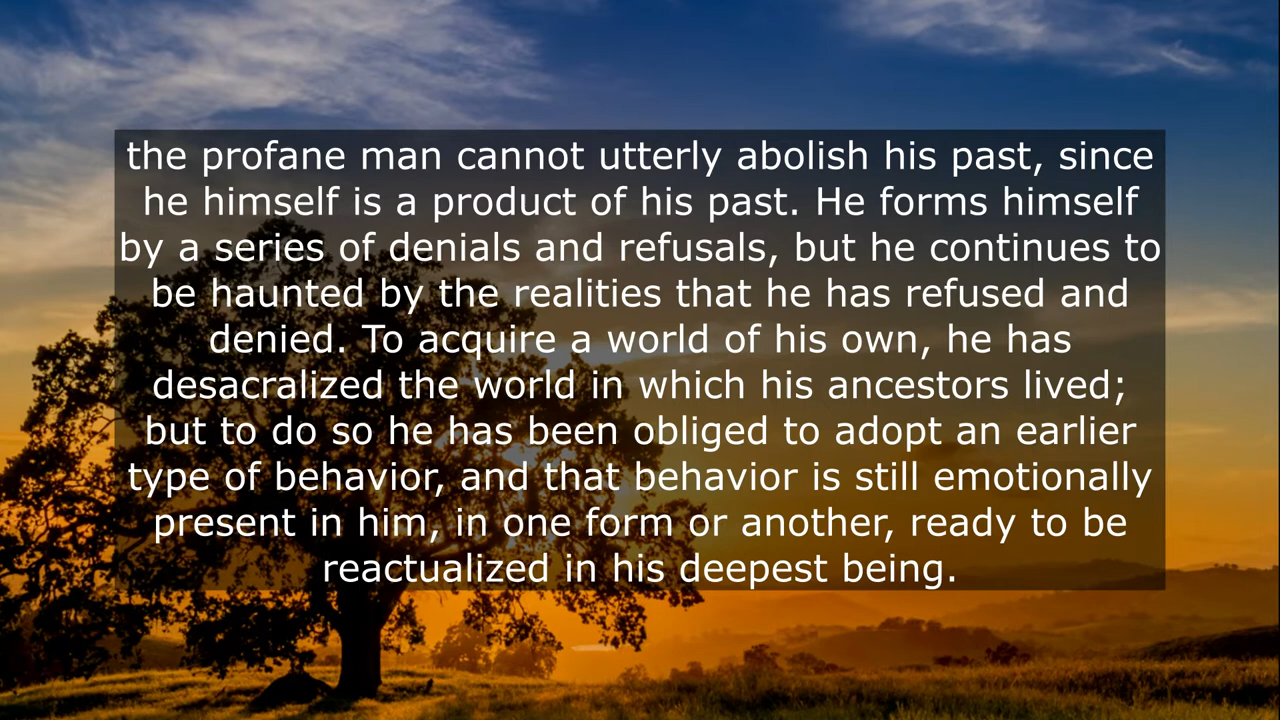 the profane man cannot utterly abolish his past, since
he himself is a product of his past. He forms himself
by a series of denials and refusals, but he continues to
be haunted by the realities that he has refused and
denied. To acquire a world of his own, he has
desacralized the world in which his ancestors lived;
but to do so he has been obliged to adopt an earlier
type of behavior, and that behavior is still emotionally
present in him, in one form or another, ready to be
reactualized in his deepest being.